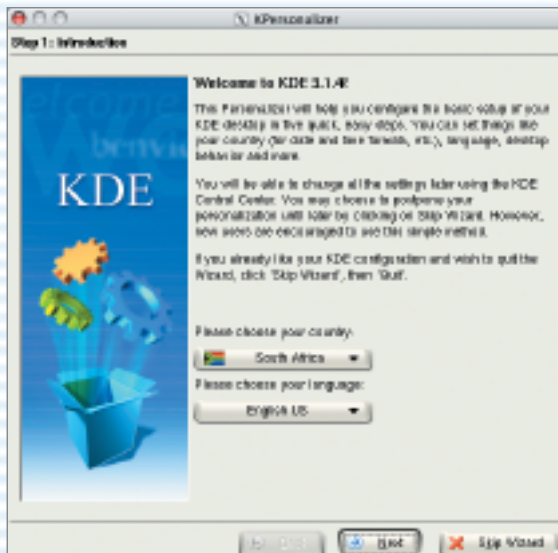 KPersonalizer
Step 1: Introduction
welcome
KDE
Welcome to KDE 3.1.4!
This Personalizer will help you configure the basic setup of your
KDE desktop in five quick, easy steps. You can set things like
your country (for date and time formats, etc.), language, desktop
behavior and more.
You will be able to change all the settings later using the KDE
Control Center. You may choose to postpone your
personalization until later by clicking on Skip Wizard. However,
new users are encouraged to use this simple method.
If you already like your KDE configuration and wish to quit the
Wizard, click 'Skip Wizard', then 'Quit'.
Please choose your country:
South Africa
Please choose your language:
English US
Next
Skip Wizard